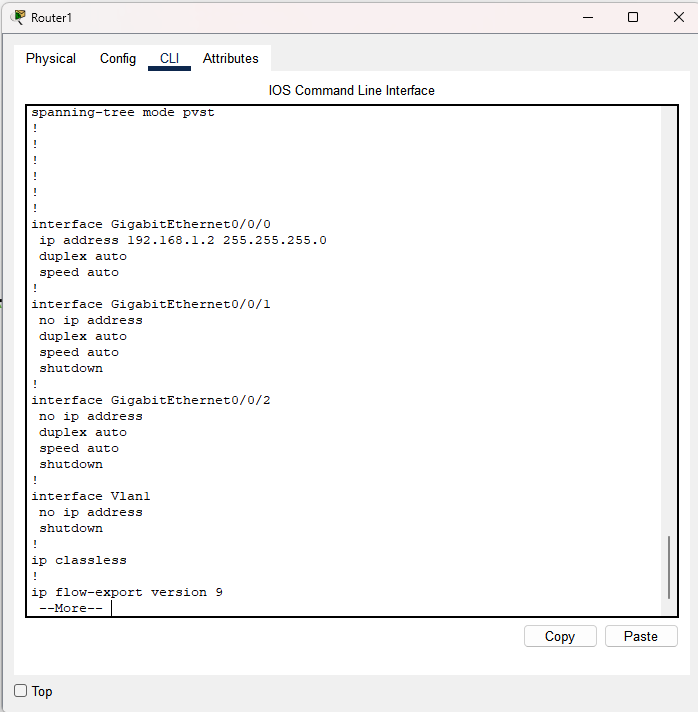 Router1
Physical Config CLI Attributes
IOS Command Line Interface
spanning-tree mode pvst
!
!
!
!
!
!
interface GigabitEthernet0/0/0
 ip address 192.168.1.2 255.255.255.0
 duplex auto
 speed auto
!
interface GigabitEthernet0/0/1
 no ip address
 duplex auto
 speed auto
 shutdown
!
interface GigabitEthernet0/0/2
 no ip address
 duplex auto
 speed auto
 shutdown
!
interface Vlan1
 no ip address
 shutdown
!
ip classless
!
ip flow-export version 9
 --More--
Copy Paste
Top